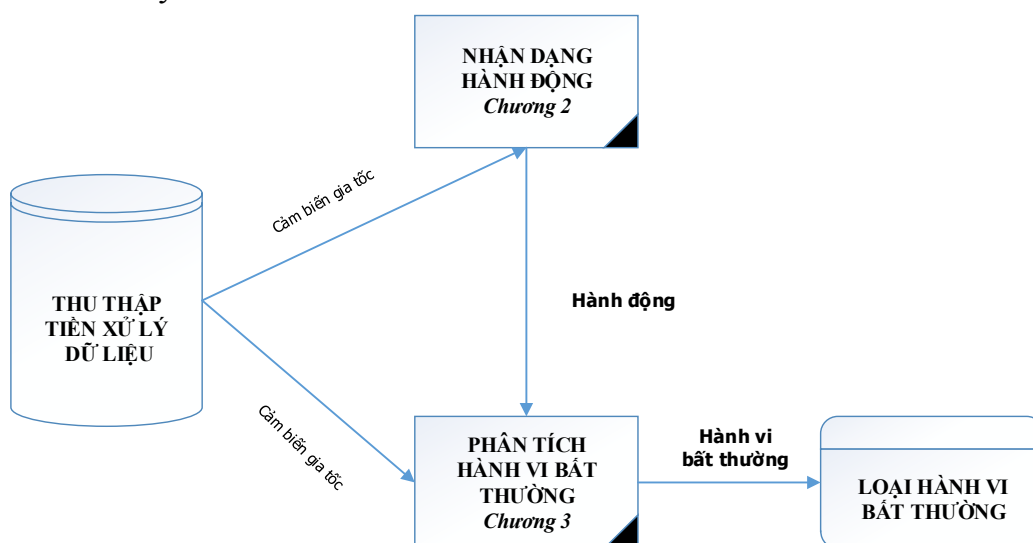 NHẬN DẠNG
HÀNH ĐỘNG
Chương 2
Cảm biến gia tốc
THU THẬP
TIỀN XỬ LÝ
DỮ LIỆU
Hành động
Cảm biến gia tốc
PHÂN TÍCH
HÀNH VI BẤT
THƯỜNG
Chương 3
Hành vi
bất thường
LOẠI HÀNH VI
BẤT THƯỜNG